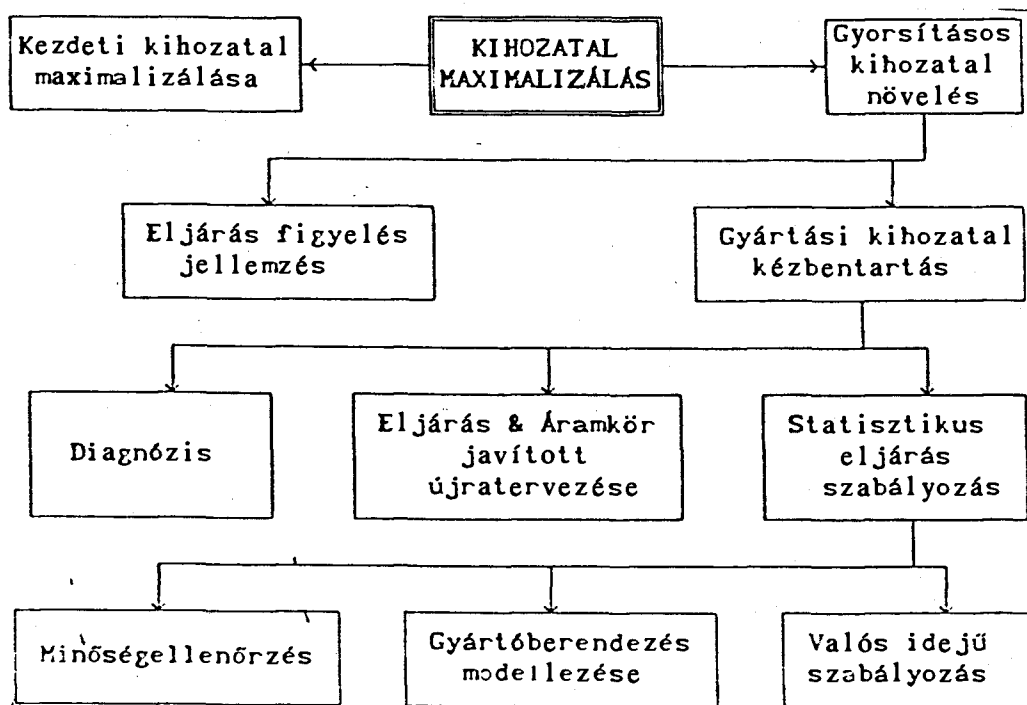 Kezdeti kihozatal
maximalizálása
KIHOZATAL
MAXIMALIZÁLÁS
Gyorsításos
kihozatal
növelés
Eljárás figyelés
jellemzés
Gyártási kihozatal
kézbentartás
Diagnózis
Eljárás & Áramkör
javított
újratervezése
Statisztikus
eljárás
szabályozás
Minőségellenőrzés
Gyártóberendezés
modellezése
Valós idejű
szabályozás